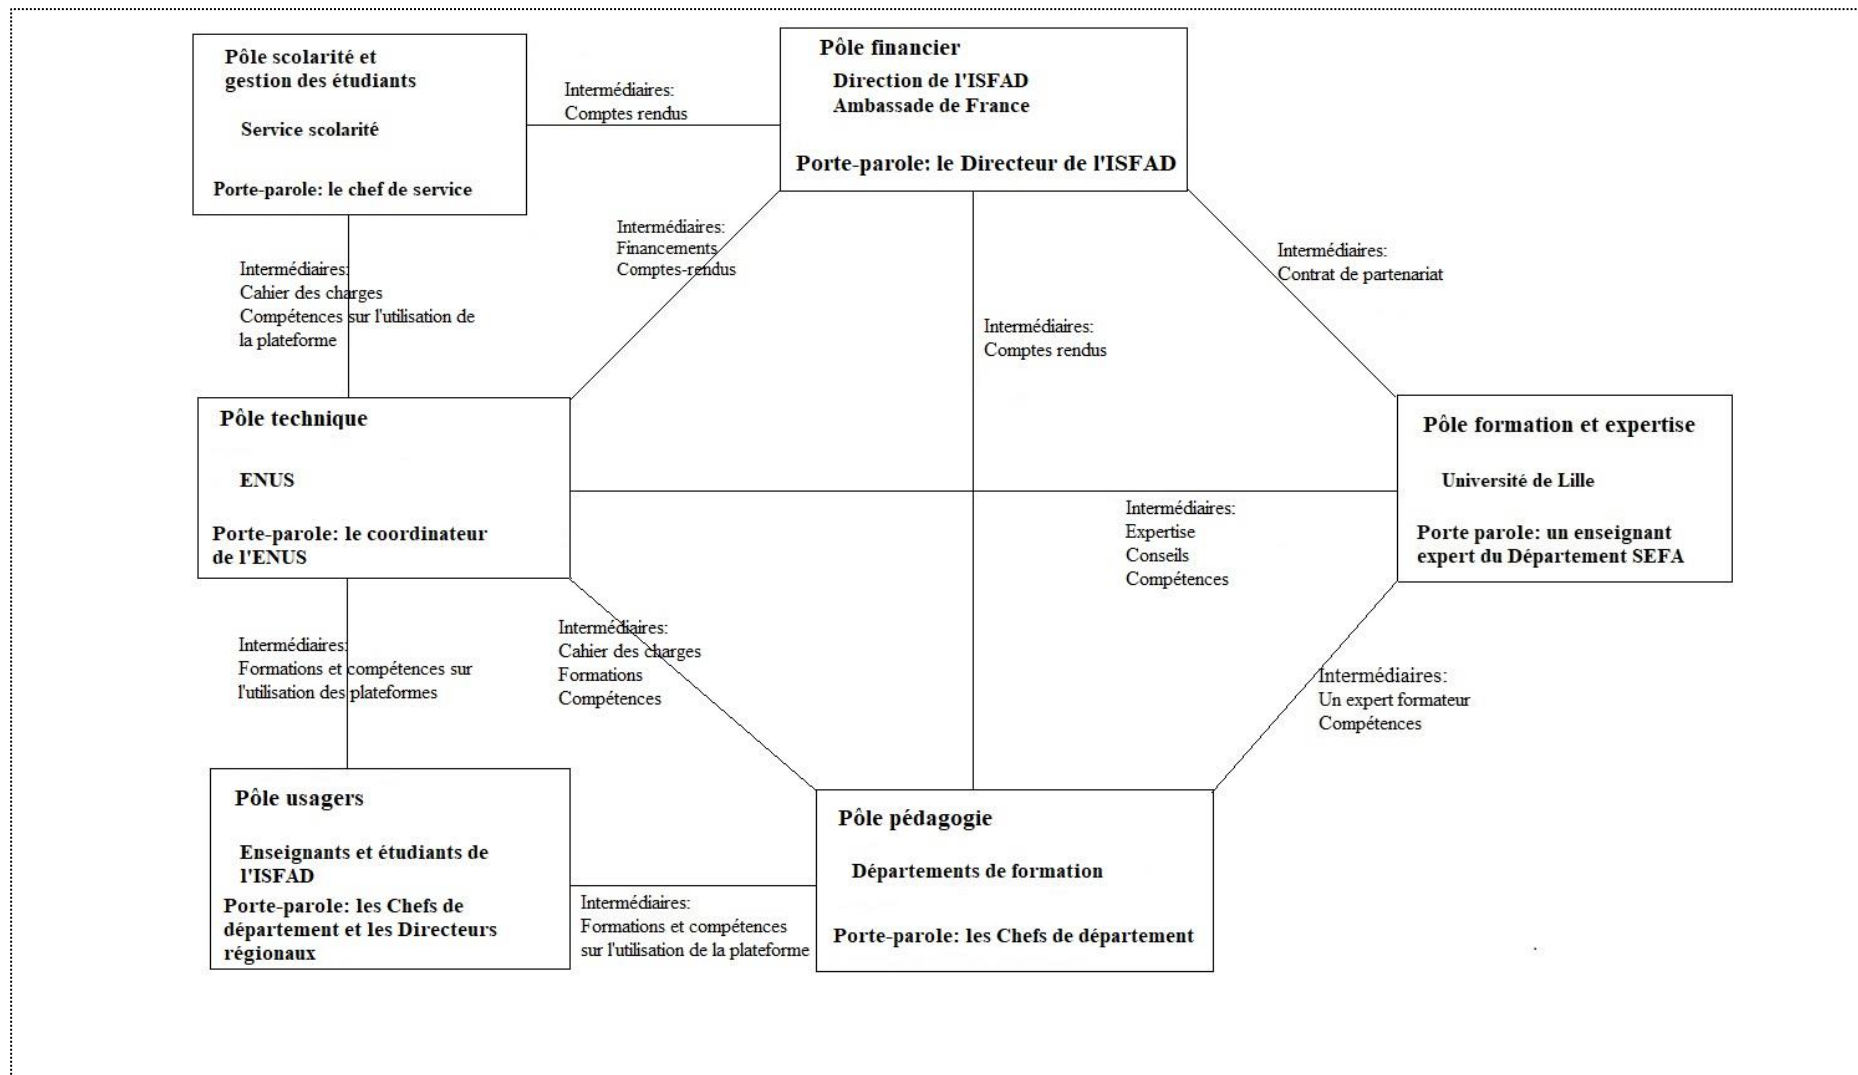 Pôle scolarité et
gestion des étudiants
Service scolarité
Porte-parole: le chef de service
Intermédiaires:
Comptes rendus
Pôle financier
Direction de l'ISFAD
Ambassade de France
Porte-parole: le Directeur de l'ISFAD
Intermédiaires:
Cahier des charges
Compétences sur l'utilisation de
la plateforme
Intermédiaires:
Financements
Comptes-rendus
Intermédiaires:
Comptes rendus
Intermédiaires:
Contrat de partenariat
Pôle technique
ENUS
Porte-parole: le coordinateur
de l'ENUS
Intermédiaires:
Expertise
Conseils
Compétences
Pôle formation et expertise
Université de Lille
Porte parole: un enseignant
expert du Département SEFA
Intermédiaires:
Formations et compétences sur
l'utilisation des plateformes
Intermédiaires:
Cahier des charges
Formations
Compétences
Intermédiaires:
Un expert formateur
Compétences
Pôle usagers
Enseignants et étudiants de
l'ISFAD
Porte-parole: les Chefs de
département et les Directeurs
régionaux
Intermédiaires:
Formations et compétences
sur l'utilisation de la plateforme
Pôle pédagogie
Départements de formation
Porte-parole: les Chefs de département